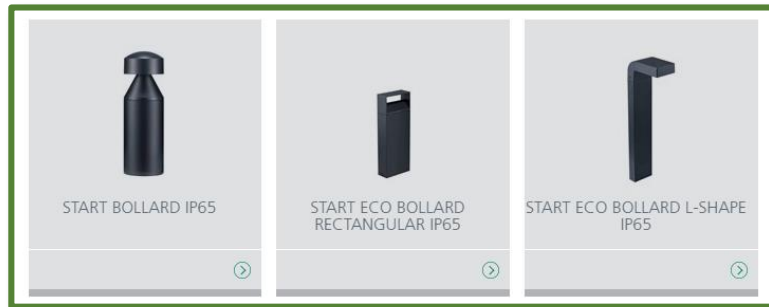 START BOLLARD IP65
START ECO BOLLARD
RECTANGULAR IP65
START ECO BOLLARD L-SHAPE
IP65